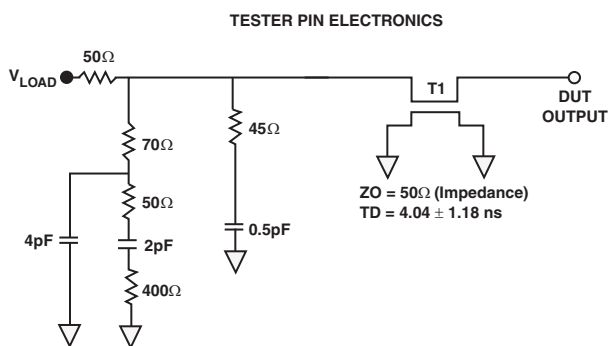 TESTER PIN ELECTRONICS
50Ω
VLOAD
T1
DUT
OUTPUT
45Ω
70Ω
50Ω
ZO = 50Ω (Impedance)
TD = 4.04 ± 1.18 ns
4pF
2pF
0.5pF
400Ω